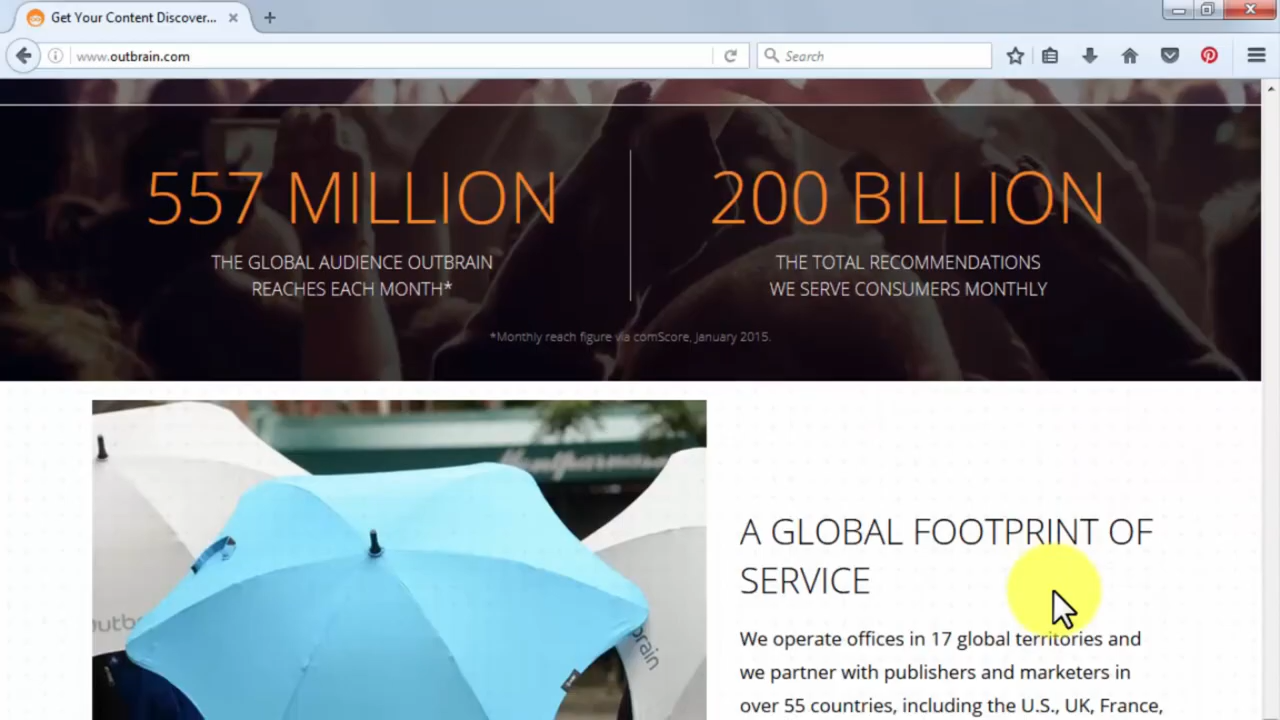 Get Your Content Discover...
www.outbrain.com
Search
557 MILLION
THE GLOBAL AUDIENCE OUTBRAIN
REACHES EACH MONTH*
200 BILLION
THE TOTAL RECOMMENDATIONS
WE SERVE CONSUMERS MONTHLY
*Monthly reach figure via comScore, January 2015.
A GLOBAL FOOTPRINT OF
SERVICE
We operate offices in 17 global territories and
we partner with publishers and marketers in
over 55 countries, including the U.S., UK, France,